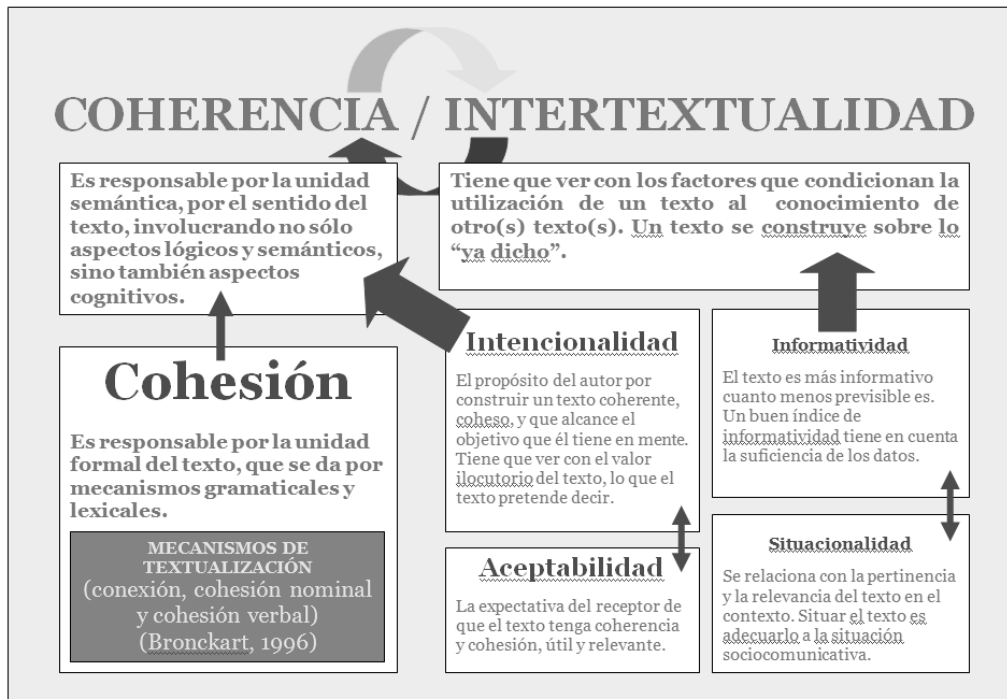 COHERENCIA / INTERTEXTUALIDAD
Es responsable por la unidad
semántica, por el sentido del
texto, involucrando no sólo
aspectos lógicos y semánticos,
sino también aspectos
cognitivos.
Tiene que ver con los factores que condicionan la
utilización de un texto al conocimiento de
otro(s) texto(s). Un texto se construye sobre lo
“ya dicho”.
Cohesión
Es responsable por la unidad
formal del texto, que se da por
mecanismos gramaticales y
lexicales.
MECANISMOS DE
TEXTUALIZACIÓN
(conexión, cohesión nominal
y cohesión verbal)
(Bronckart, 1996)
Intencionalidad
El propósito del autor por
construir un texto coherente,
coheso, y que alcance el
objetivo que él tiene en mente.
Tiene que ver con el valor
ilocutorio del texto, lo que el
texto pretende decir.
Aceptabilidad
La expectativa del receptor de
que el texto tenga coherencia
y cohesión, útil y relevante.
Informatividad
El texto es más informativo
cuanto menos previsible es.
Un buen índice de
informatividad tiene en cuenta
la suficiencia de los datos.
Situacionalidad
Se relaciona con la pertinencia
y la relevancia del texto en el
contexto. Situar el texto es
adecuarlo a la situación
sociocomunicativa.